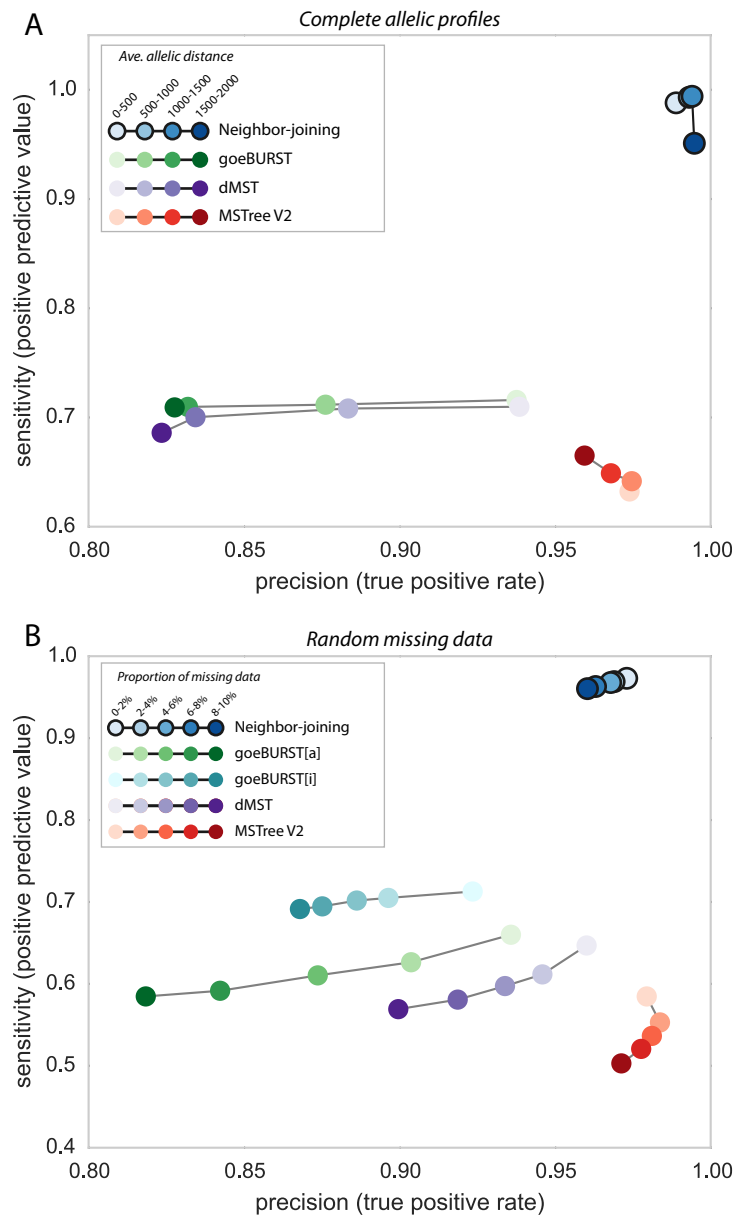 A
Complete allelic profiles
Ave. allelic distance
0-500
500-1000
1000-1500
1500-2000
Neighbor-joining
goeBURST
dMST
MSTree V2
1.0
0.9
0.8
0.7
0.6
sensitivity (positive predictive value)
0.80
0.85
0.90
0.95
1.00
precision (true positive rate)
B
Random missing data
Proportion of missing data
0-2%
2-4%
4-6%
6-8%
8-10%
Neighbor-joining
goeBURST[a]
goeBURST[i]
dMST
MSTree V2
1.0
0.9
0.8
0.7
0.6
0.5
0.4
sensitivity (positive predictive value)
0.80
0.85
0.90
0.95
1.00
precision (true positive rate)